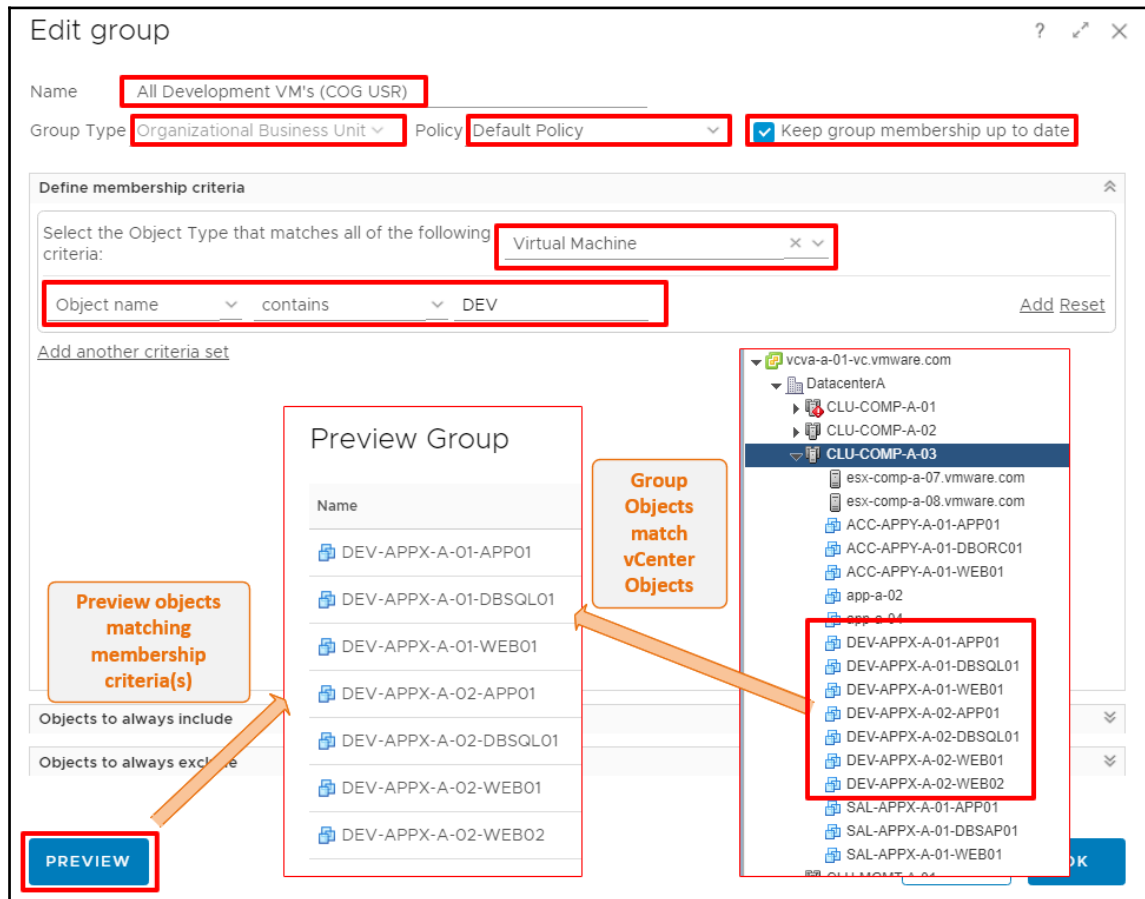 Edit group
?
Name All Development VM's (COG USR)
Group Type Organizational Business Unit Policy Default Policy Keep group membership up to date
Define membership criteria
Select the Object Type that matches all of the following
criteria:
Virtual Machine
Object name contains DEV
Add Reset
Add another criteria set
Preview Group
Name
DEV-APPX-A-01-APP01
DEV-APPX-A-01-DBSQL01
DEV-APPX-A-01-WEB01
DEV-APPX-A-02-APP01
DEV-APPX-A-02-DBSQL01
DEV-APPX-A-02-WEB01
DEV-APPX-A-02-WEB02
Group
Objects
match
vCenter
Objects
vcva-a-01-vc.vmware.com
DatacenterA
CLU-COMP-A-01
CLU-COMP-A-02
CLU-COMP-A-03
esx-comp-a-07.vmware.com
esx-comp-a-08.vmware.com
ACC-APPY-A-01-APP01
ACC-APPY-A-01-DBORC01
ACC-APPY-A-01-WEB01
app-a-02
app-a-04
DEV-APPX-A-01-APP01
DEV-APPX-A-01-DBSQL01
DEV-APPX-A-01-WEB01
DEV-APPX-A-02-APP01
DEV-APPX-A-02-DBSQL01
DEV-APPX-A-02-WEB01
DEV-APPX-A-02-WEB02
SAL-APPX-A-01-APP01
SAL-APPX-A-01-DBSAP01
SAL-APPX-A-01-WEB01
Preview objects
matching
membership
criteria(s)
Objects to always include
Objects to always exclude
PREVIEW